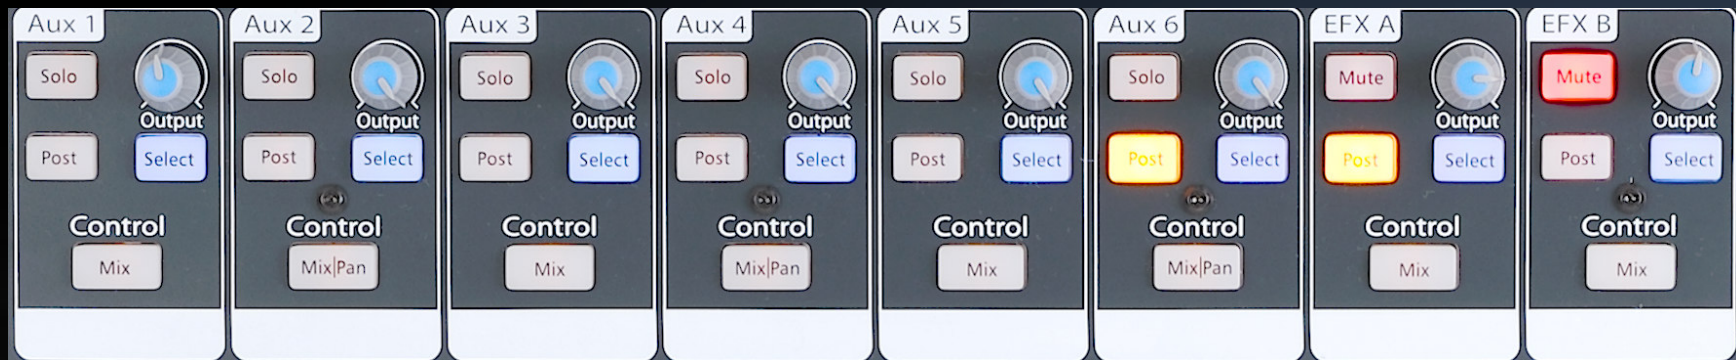 Aux 1 Aux 2 Aux 3 Aux 4 Aux 5 Aux 6 EFX A EFX B
Solo Solo Solo Solo Solo Solo Mute Mute
Output Output Output Output Output Output Output Output
Post Select Post Select Post Select Post Select Post Select Post Select Post Select Post Select
Control Control Control Control Control Control Control Control
Mix Mix|Pan Mix Mix|Pan Mix Mix|Pan Mix Mix